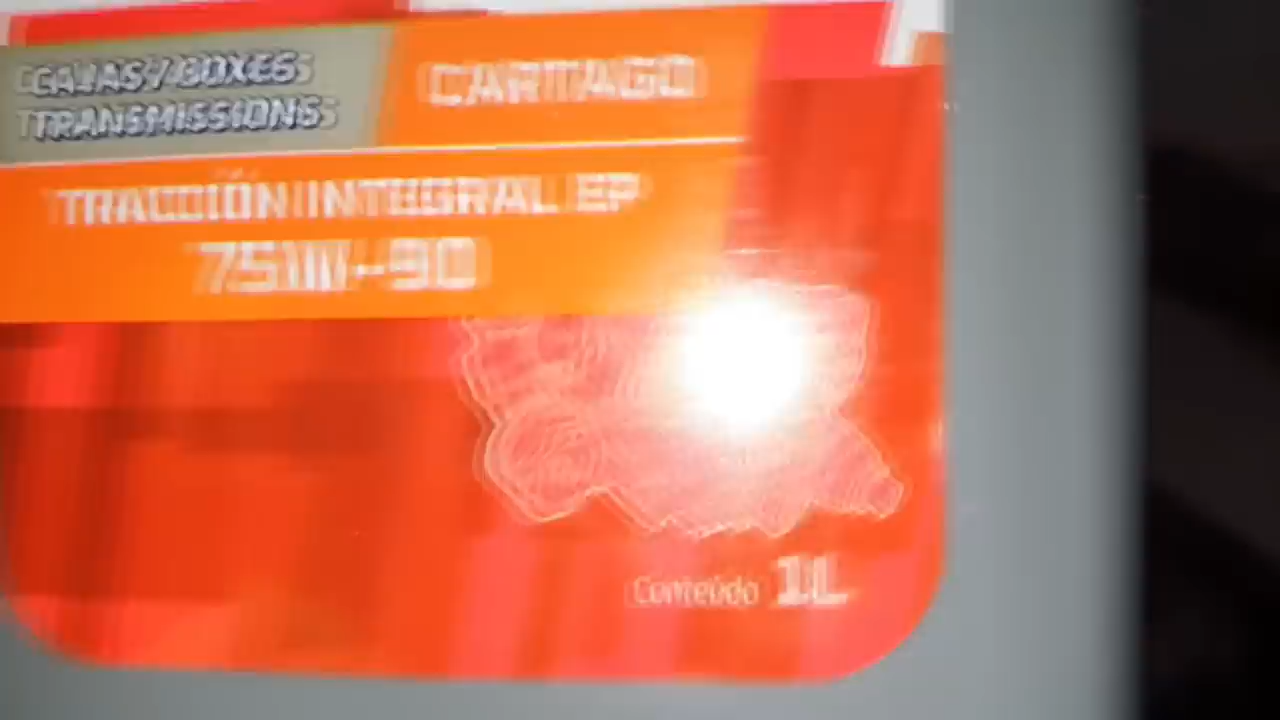 CAJAS / BOXES
TRANSMISSIONS
CARTAGO
TRACCIÓN INTEGRAL EP
75W-90
Conteúdo 1L